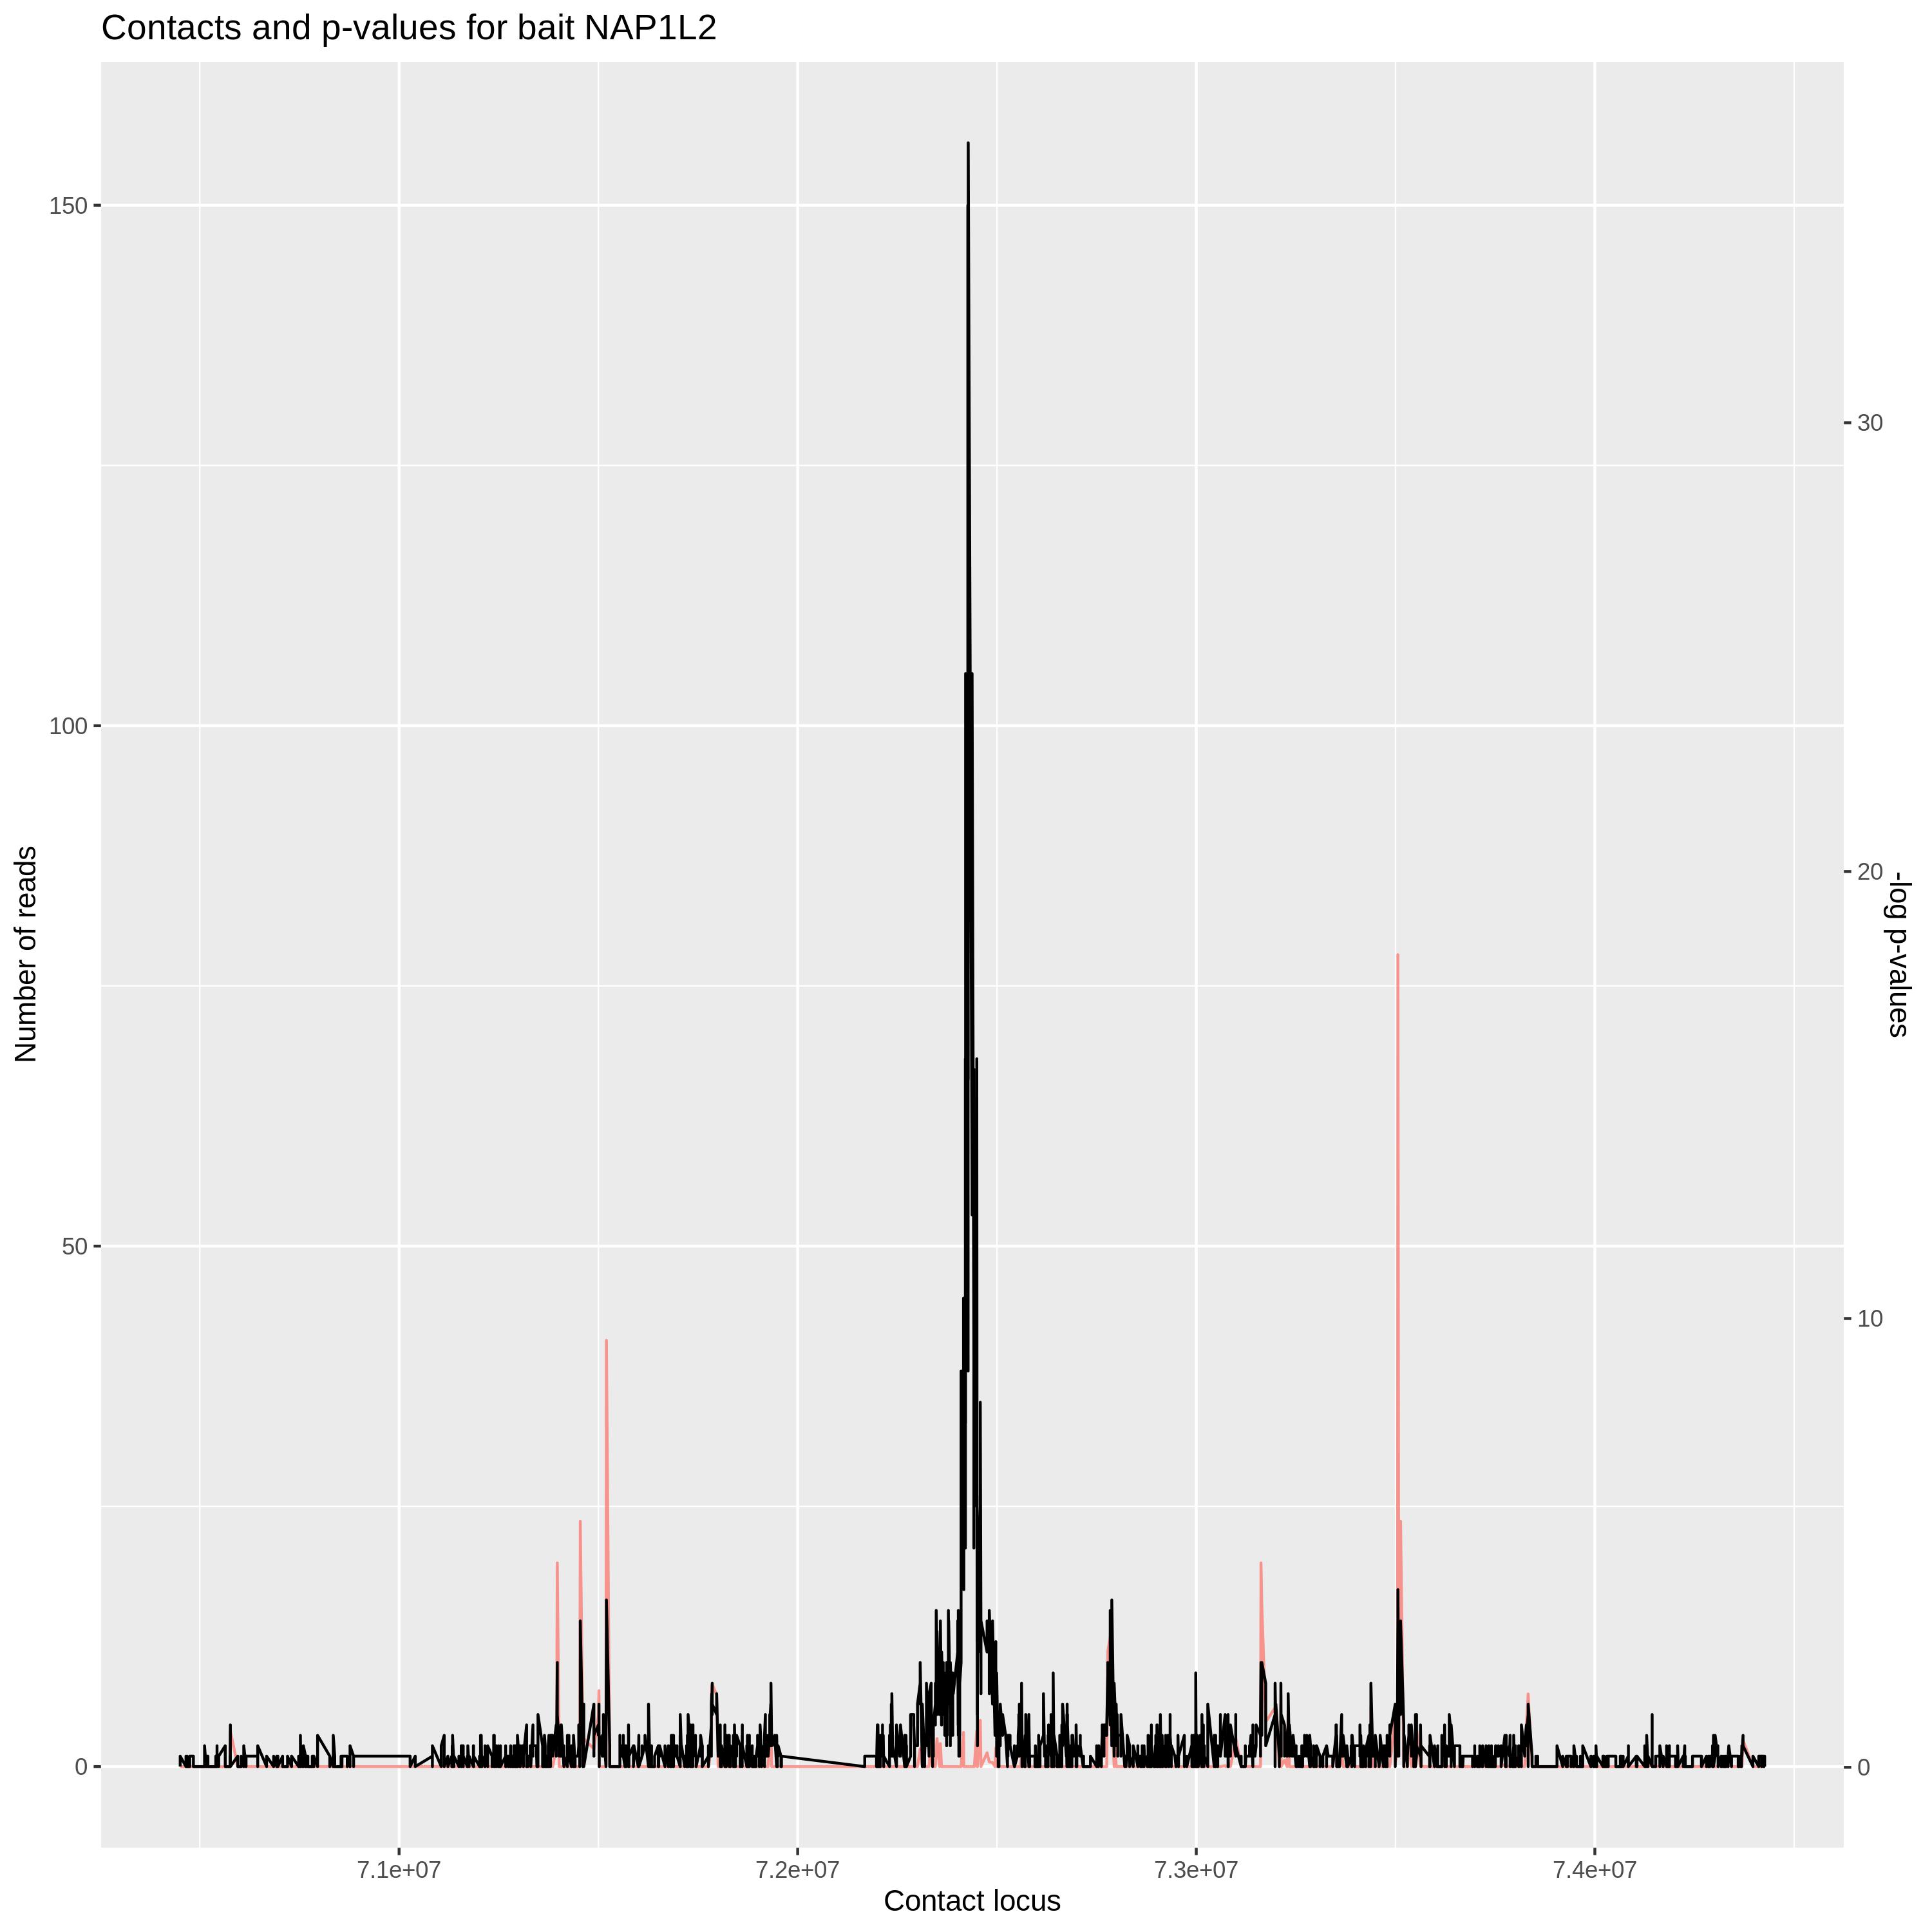 Contacts and p-values for bait NAP1L2
150
100
50
0
30
20
10
0
7.1e+07
7.2e+07
7.3e+07
7.4e+07
Number of reads
-log p-values
Contact locus